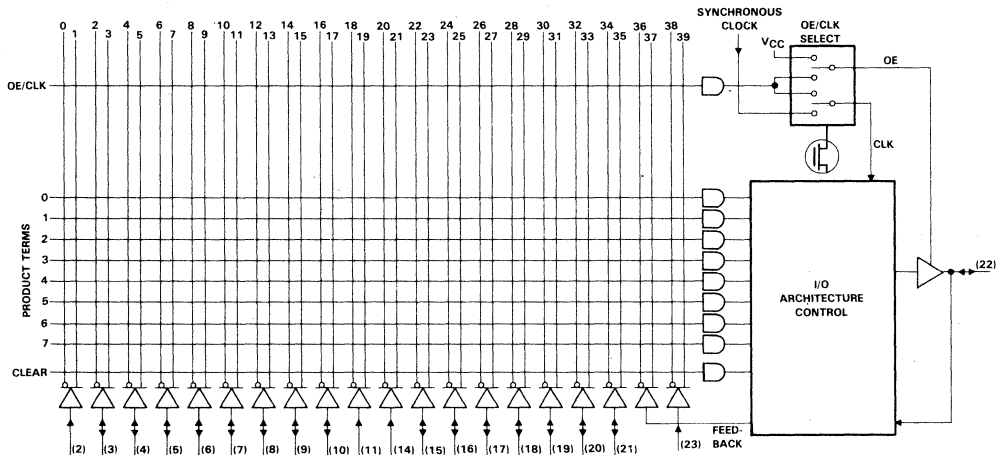 0 2 4 6 8 10 12 14 16 18 20 22 24 26 28 30 32 34 36 38
1 3 5 7 9 11 13 15 17 19 21 23 25 27 29 31 33 35 37 39
SYNCHRONOUS
CLOCK
OE/CLK
SELECT
VCC
OE
OE/CLK
CLK
PRODUCT TERMS
0
1
2
3
4
5
6
7
CLEAR
I/O
ARCHITECTURE
CONTROL
(22)
FEED-
BACK
(2) (3) (4) (5) (6) (7) (8) (9) (10) (11) (14) (15) (16) (17) (18) (19) (20) (21) (23)